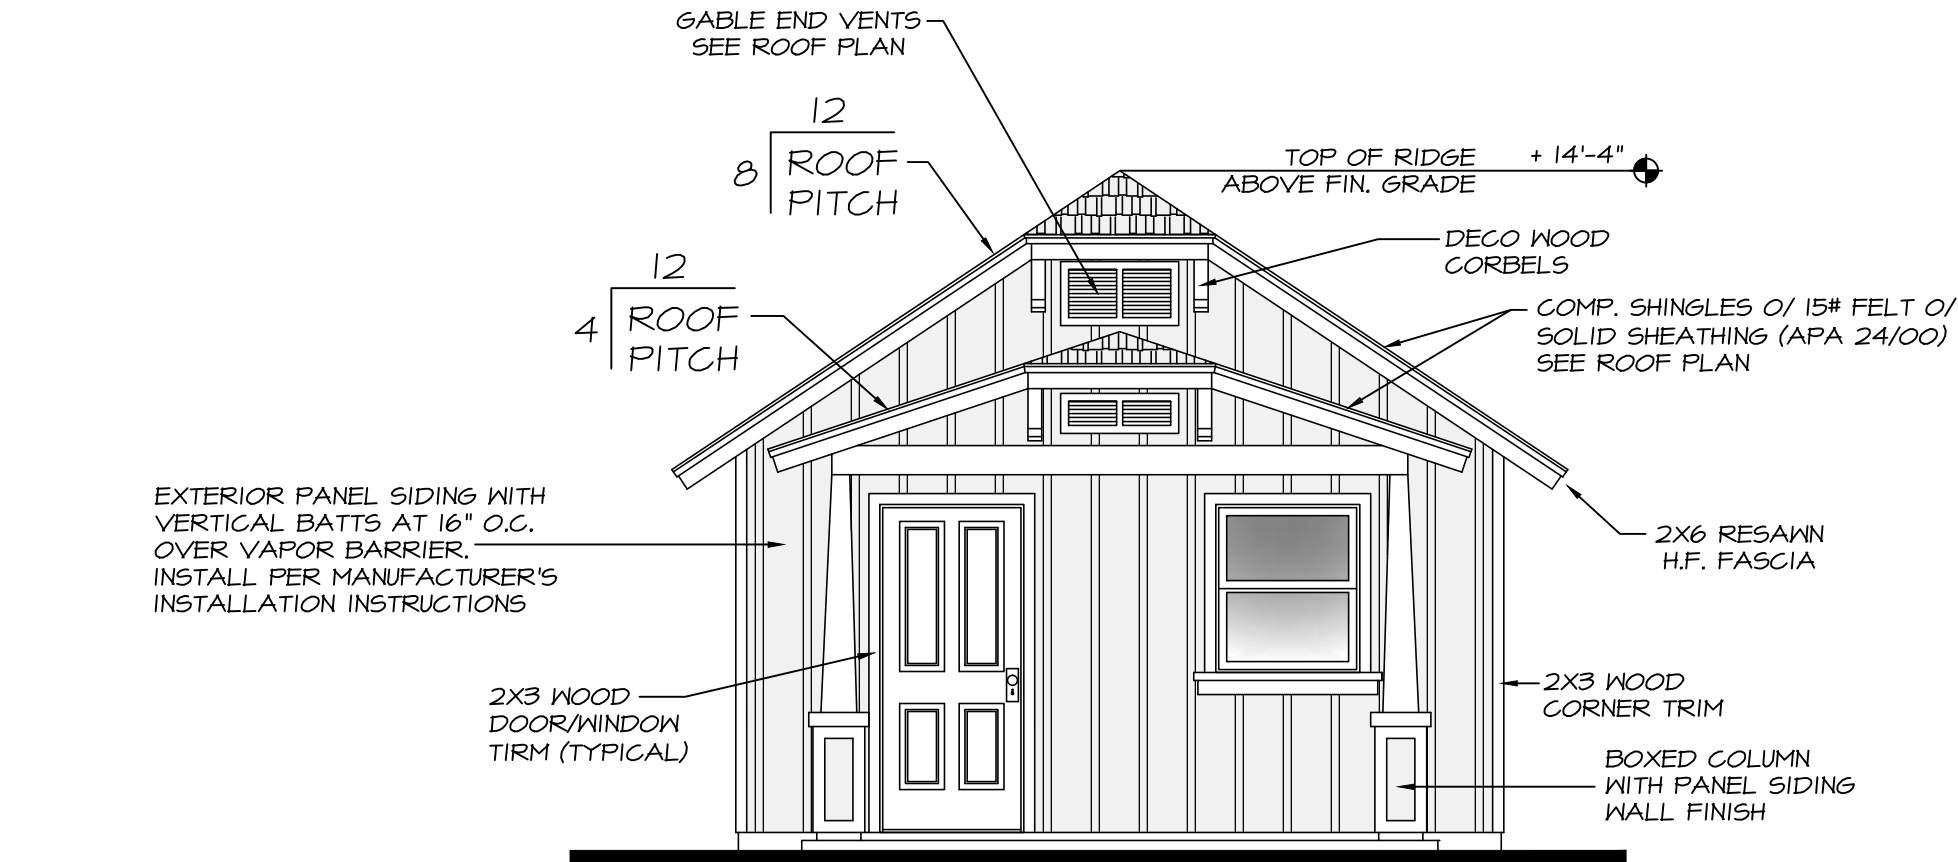 GABLE END VENTS
SEE ROOF PLAN
12
8
ROOF
PITCH
TOP OF RIDGE
ABOVE FIN. GRADE
+ 14'-4"
DECO WOOD
CORBELS
12
4
ROOF
PITCH
COMP. SHINGLES O/ 15# FELT O/
SOLID SHEATHING (APA 24/00)
SEE ROOF PLAN
EXTERIOR PANEL SIDING WITH
VERTICAL BATTS AT 16" O.C.
OVER VAPOR BARRIER.
INSTALL PER MANUFACTURER'S
INSTALLATION INSTRUCTIONS
2X6 RESAWN
H.F. FASCIA
2X3 WOOD
DOOR/WINDOW
TIRM (TYPICAL)
2X3 WOOD
CORNER TRIM
BOXED COLUMN
WITH PANEL SIDING
WALL FINISH